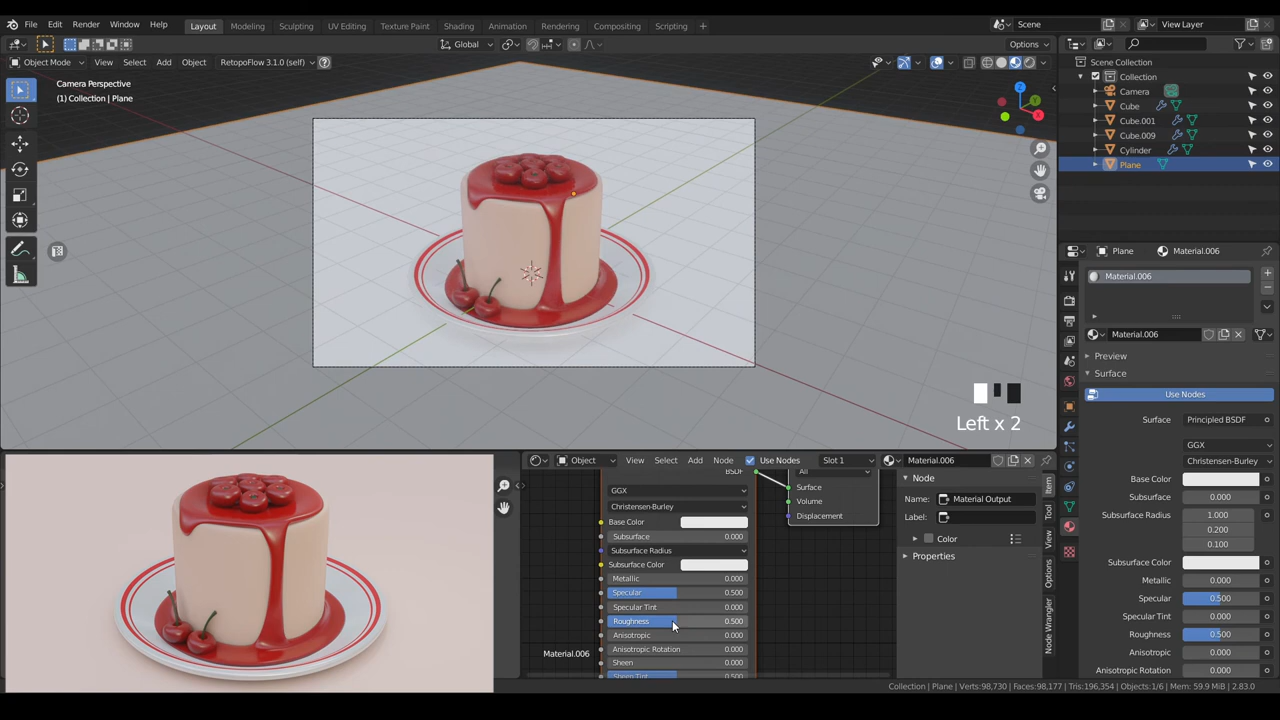 File Edit Render Window Help Layout Modeling Sculpting UV Editing Texture Paint Shading Animation Rendering Compositing Scripting + Scene View Layer
Global Options
Object Mode View Select Add Object RetopoFlow 3.1.0 (self)
Camera Perspective
(1) Collection | Plane
Z
Y
X
Left x 2
Scene Collection
Collection
Camera
Cube
Cube.001
Cube.009
Cylinder
Plane
Plane Material.006
Material.006
Material.006
Preview
Surface
Use Nodes
Surface Principled BSDF
GGX
Christensen-Burley
Base Color
Subsurface 0.000
Subsurface Radius 1.000
0.200
0.100
Subsurface Color
Metallic 0.000
Specular 0.500
Specular Tint 0.000
Roughness 0.500
Anisotropic 0.000
Anisotropic Rotation 0.000
Object View Select Add Node Use Nodes Slot 1 Material.006
BSDF
GGX
Christensen-Burley
Base Color
Subsurface 0.000
Subsurface Radius
Subsurface Color
Metallic 0.000
Specular 0.500
Specular Tint 0.000
Roughness 0.500
Anisotropic 0.000
Anisotropic Rotation 0.000
Sheen 0.000
Sheen Tint 0.500
All
Surface
Volume
Displacement
Material.006
Node
Name: Material Output
Label:
Color
Properties
Item
Tool
View
Options
Node Wrangler
Collection | Plane | Verts:98,730 | Faces:98,177 | Tris:196,354 | Objects:1/6 | Mem: 59.9 MiB | 2.83.0